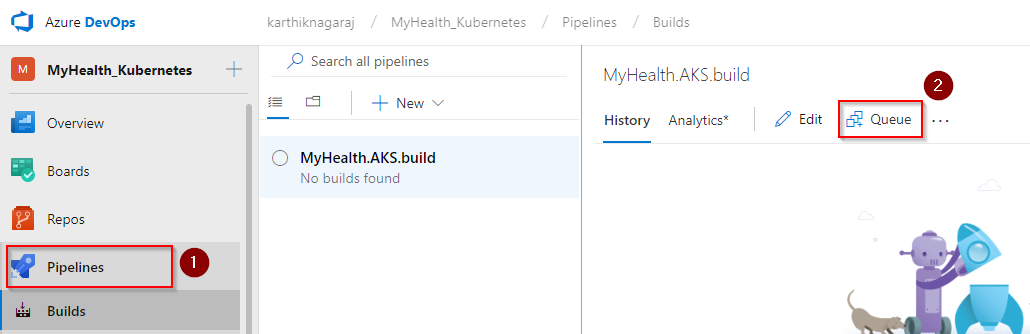 Azure DevOps
karthiknagaraj / MyHealth_Kubernetes / Pipelines / Builds
M MyHealth_Kubernetes +
Overview
Boards
Repos
Pipelines
1
Builds
Search all pipelines
New
MyHealth.AKS.build
No builds found
MyHealth.AKS.build
2
History Analytics* Edit Queue ...